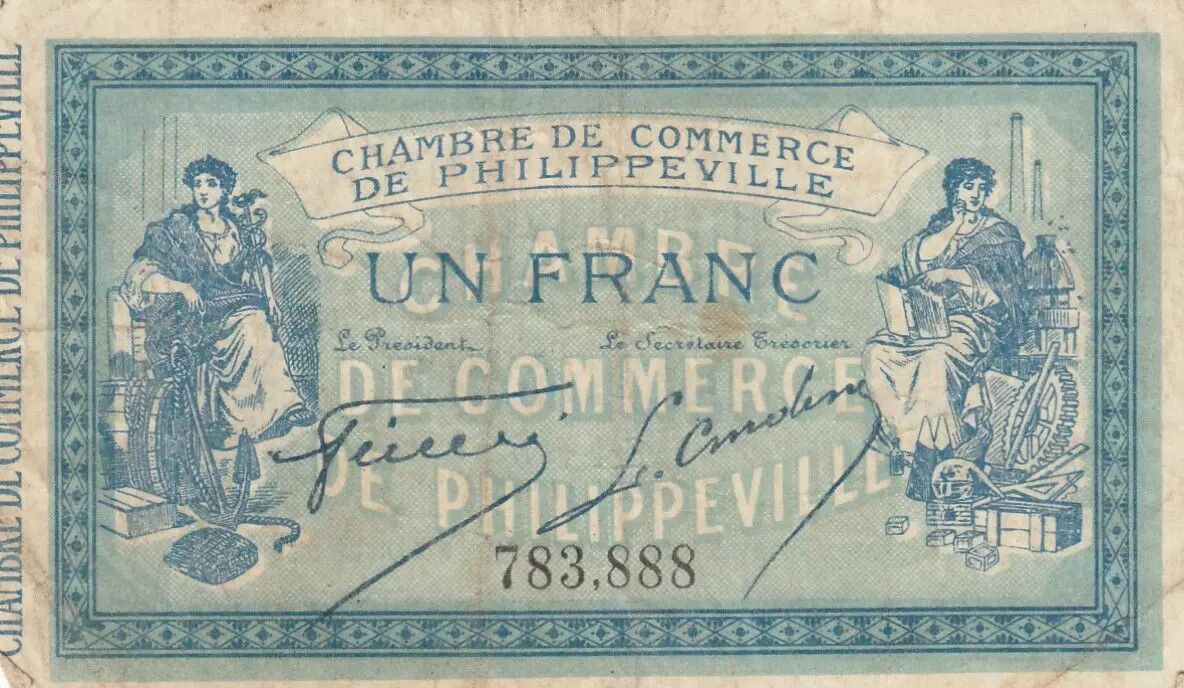 CHAMBRE DE COMMERCE
DE PHILIPPEVILLE
UN FRANC
CHAMBRE
DE COMMERCE
DE PHILIPPEVILLE
Le President
Le Secrétaire Trésorier
783,888
CHAMBRE DE COMMERCE DE PHILIPPEVILLE